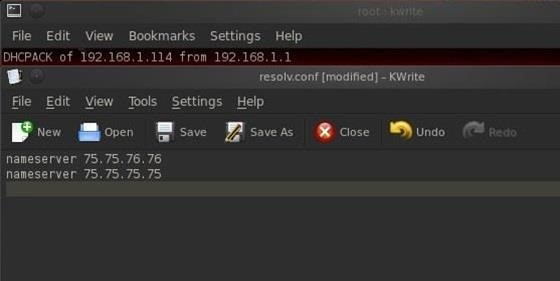 root : kwrite
File Edit View Bookmarks Settings Help
DHCPACK of 192.168.1.114 from 192.168.1.1
resolv.conf [modified] – KWrite
File Edit View Tools Settings Help
New Open Save Save As Close Undo Redo
nameserver 75.75.76.76
nameserver 75.75.75.75